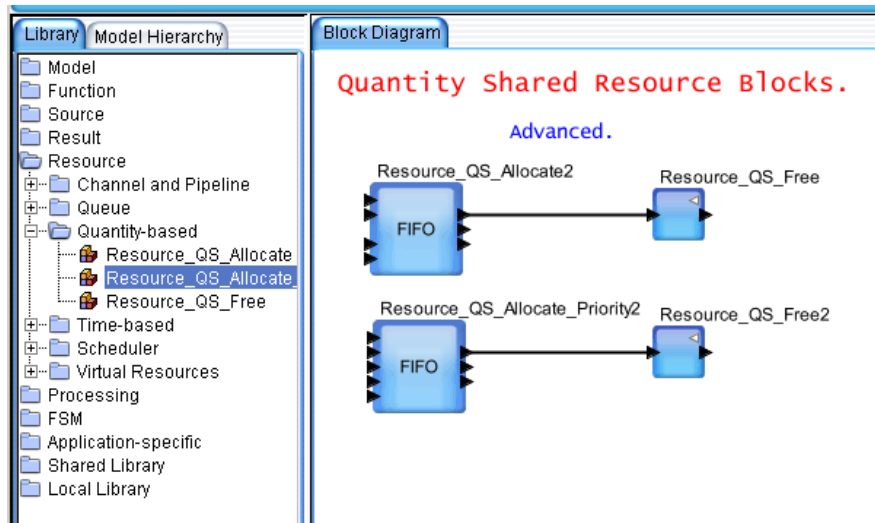 Library
Model Hierarchy
Model
Function
Source
Result
Resource
Channel and Pipeline
Queue
Quantity-based
Resource_QS_Allocate
Resource_QS_Allocate_
Resource_QS_Free
Time-based
Scheduler
Virtual Resources
Processing
FSM
Application-specific
Shared Library
Local Library
Block Diagram
Quantity Shared Resource Blocks.
Advanced.
Resource_QS_Allocate2
FIFO
Resource_QS_Free
Resource_QS_Allocate_Priority2
FIFO
Resource_QS_Free2